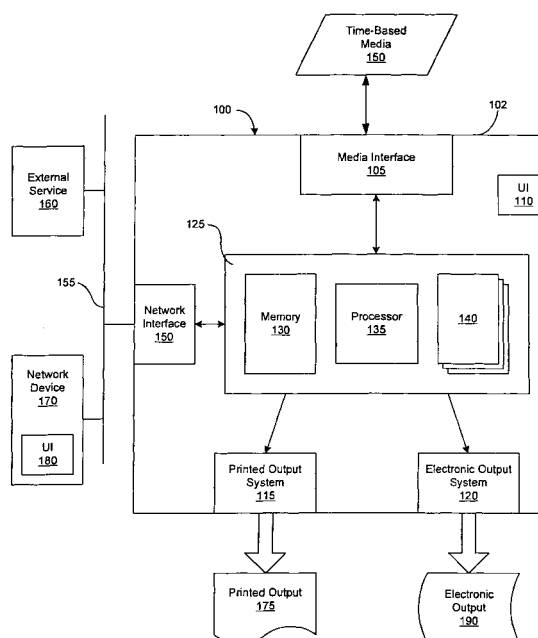 Time-Based
Media
150
100
102
Media Interface
105
External
Service
160
UI
110
125
155
Network
Interface
150
Memory
130
Processor
135
140
Network
Device
170
UI
180
Printed Output
System
115
Electronic Output
System
120
Printed Output
175
Electronic
Output
190